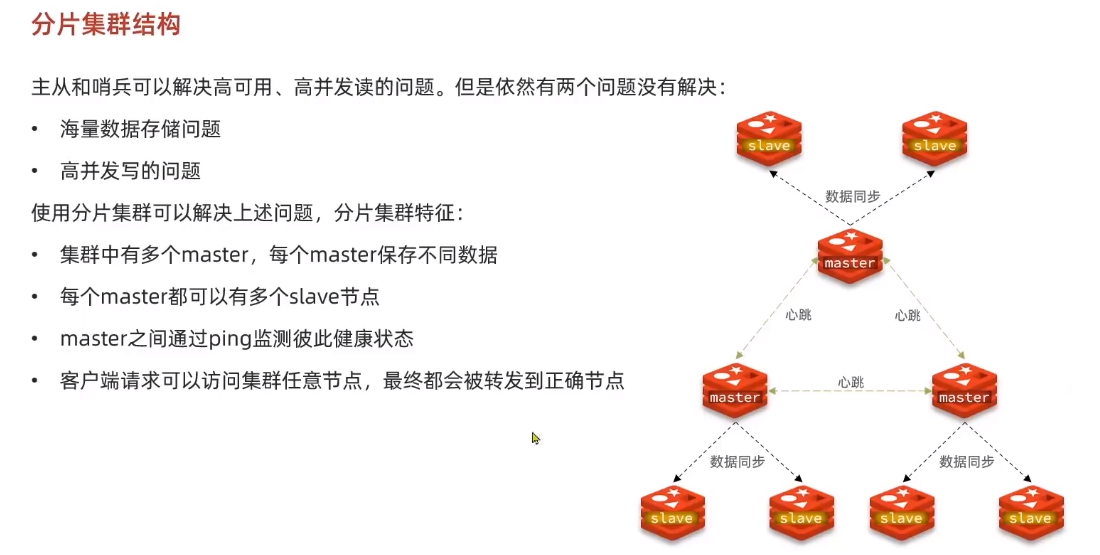 分片集群结构
主从和哨兵可以解决高可用、高并发读的问题。但是依然有两个问题没有解决：
• 海量数据存储问题
• 高并发写的问题
使用分片集群可以解决上述问题，分片集群特征：
• 集群中有多个master，每个master保存不同数据
• 每个master都可以有多个slave节点
• master之间通过ping监测彼此健康状态
• 客户端请求可以访问集群任意节点，最终都会被转发到正确节点
slave
slave
数据同步
master
心跳
心跳
master
心跳
master
数据同步
数据同步
slave
slave
slave
slave